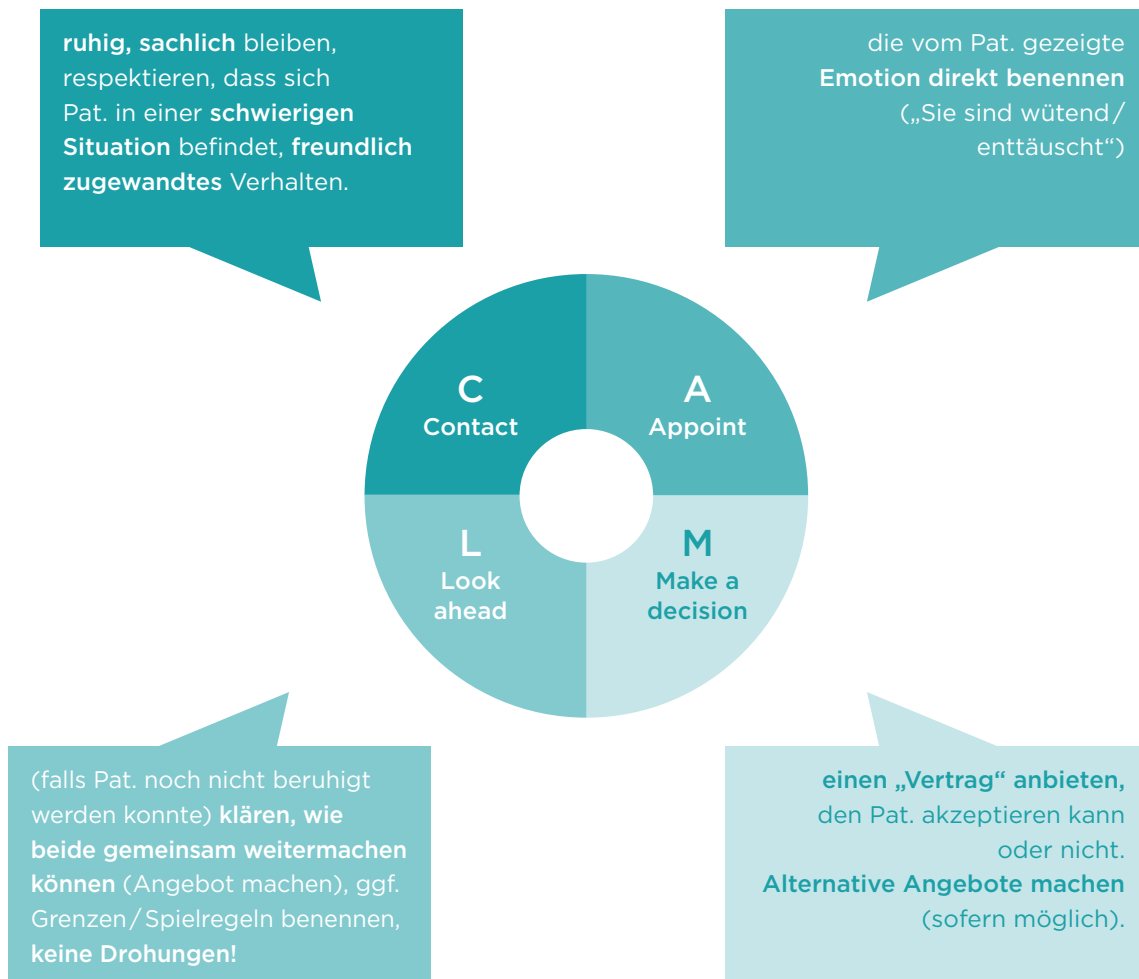 ruhig, sachlich bleiben,
respektieren, dass sich
Pat. in einer schwierigen
Situation befindet, freundlich
zugewandtes Verhalten.
die vom Pat. gezeigte
Emotion direkt benennen
(„Sie sind wütend /
enttäuscht“)
C
Contact
A
Appoint
L
Look
ahead
M
Make a
decision
(falls Pat. noch nicht beruhigt
werden konnte) klären, wie
beide gemeinsam weitermachen
können (Angebot machen), ggf.
Grenzen / Spielregeln benennen,
keine Drohungen!
einen „Vertrag“ anbieten,
den Pat. akzeptieren kann
oder nicht.
Alternative Angebote machen
(sofern möglich).